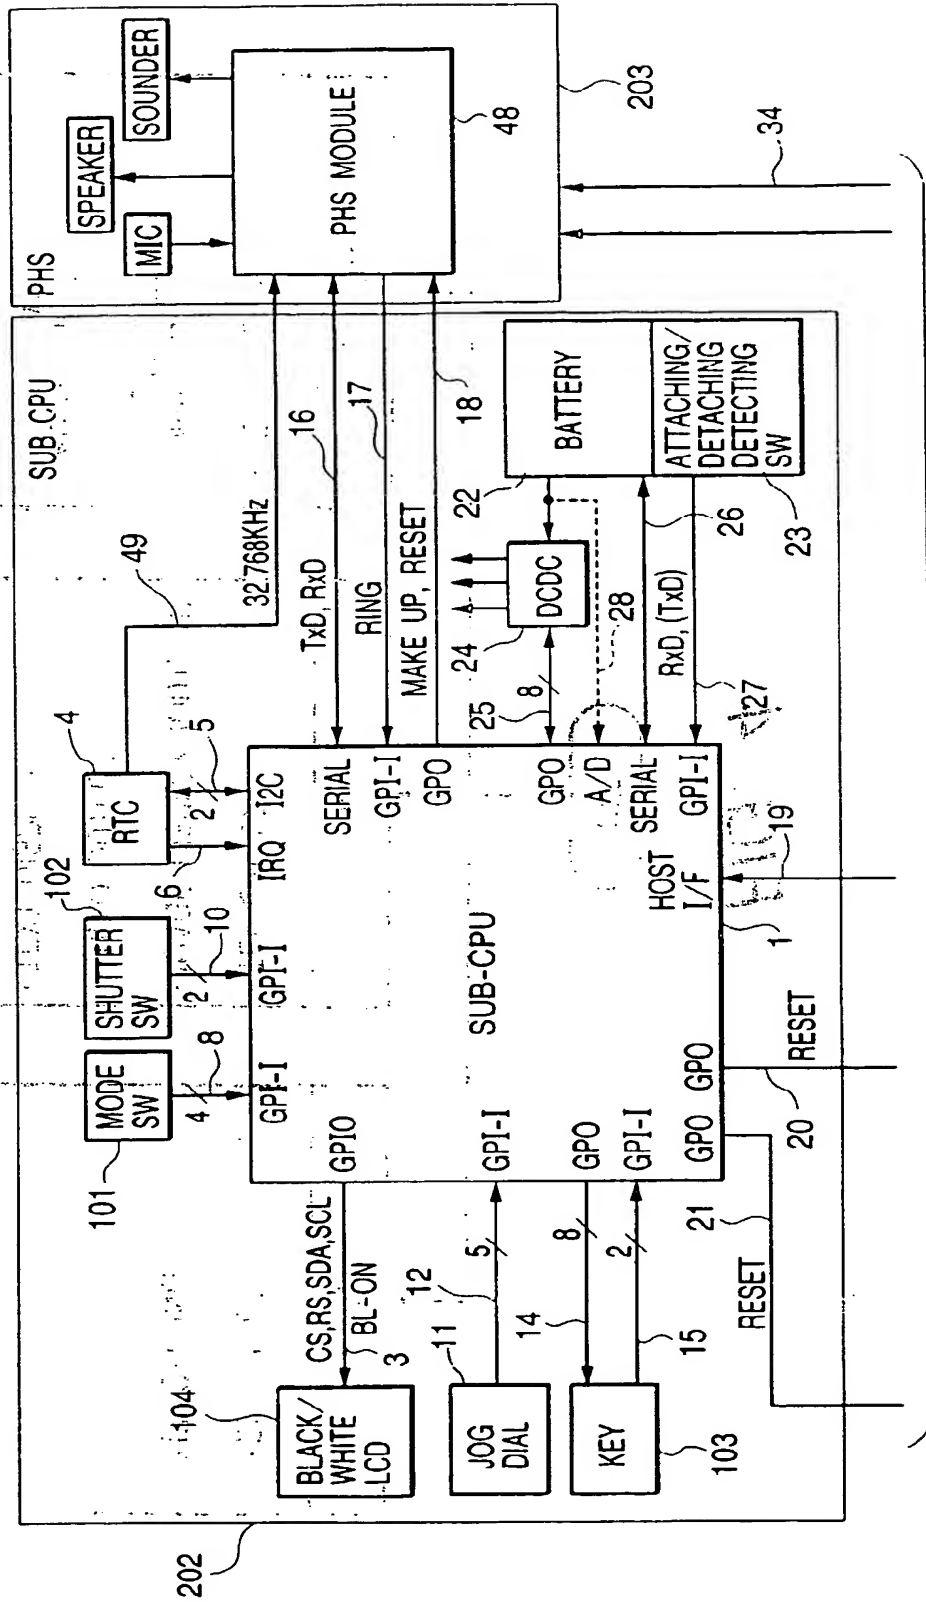 202
SUB CPU
PHS
104
BLACK/
WHITE
LCD
CS,RS,SDA,SCL
BL-ON
3
101
MODE
SW
4
8
SHUTTER
SW
102
2
10
RTC
4
6
2
5
49
32.768KHz
MIC
SPEAKER
SOUNDER
PHS MODULE
48
203
34
GPIO
GPI-I
GPI-I
IRQ
I2C
SERIAL
GPI-I
GPO
GPO
A/D
SERIAL
GPI-I
HOST
I/F
SUB-CPU
GPI-I
GPO
GPI-I
GPO
GPO
TxD, RxD
16
RING
17
MAKE UP, RESET
18
JOG
DIAL
11
12
5
KEY
103
14
8
15
2
DCDC
24
25
8
BATTERY
22
ATTACHING/
DETACHING
DETECTING
SW
23
26
28
RxD, (TxD)
27
1
19
RESET
20
RESET
21